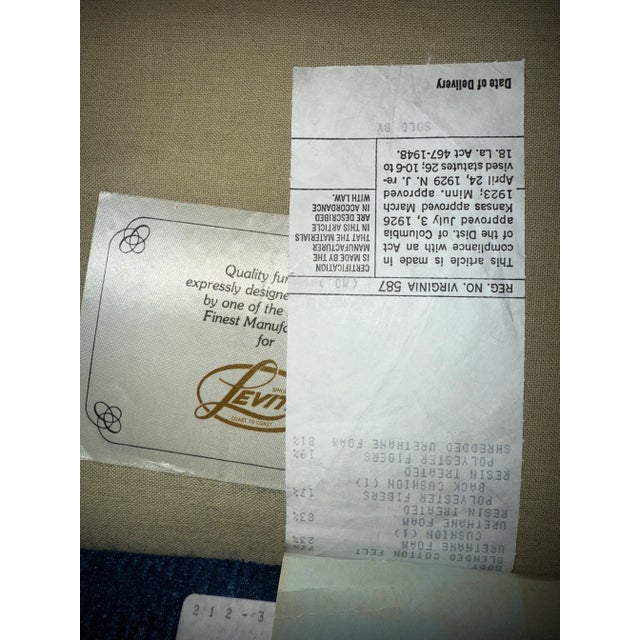 Quality fur
expressly designe
by one of the
Finest Manufa
for
SINCE
LEVIT
COAST TO COAST
BODY
BLENDED COTTON FELT 77%
URETHANE FOAM 23%
CUSHION (1)
URETHANE FOAM 83%
RESIN TREATED
POLYESTER FIBERS 17%
BACK CUSHION (1)
RESIN TREATED
POLYESTER FIBERS 19%
SHREDDED URETHANE FOAM 81%
REG. NO. VIRGINIA 587 (MD.)
This article is made in
compliance with an Act
of the Dist. of Columbia
approved July 3, 1926
Kansas approved March
1923; Minn. approved
April 24, 1929 N. J. re-
vised statutes 26; 10-6 to
18. La. Act 467-1948.
CERTIFICATION
IS MADE BY THE
MANUFACTURER
THAT THE MATERIALS
IN THIS ARTICLE
ARE DESCRIBED
IN ACCORDANCE
WITH LAW.
SOLD BY
Date of Delivery
212-3